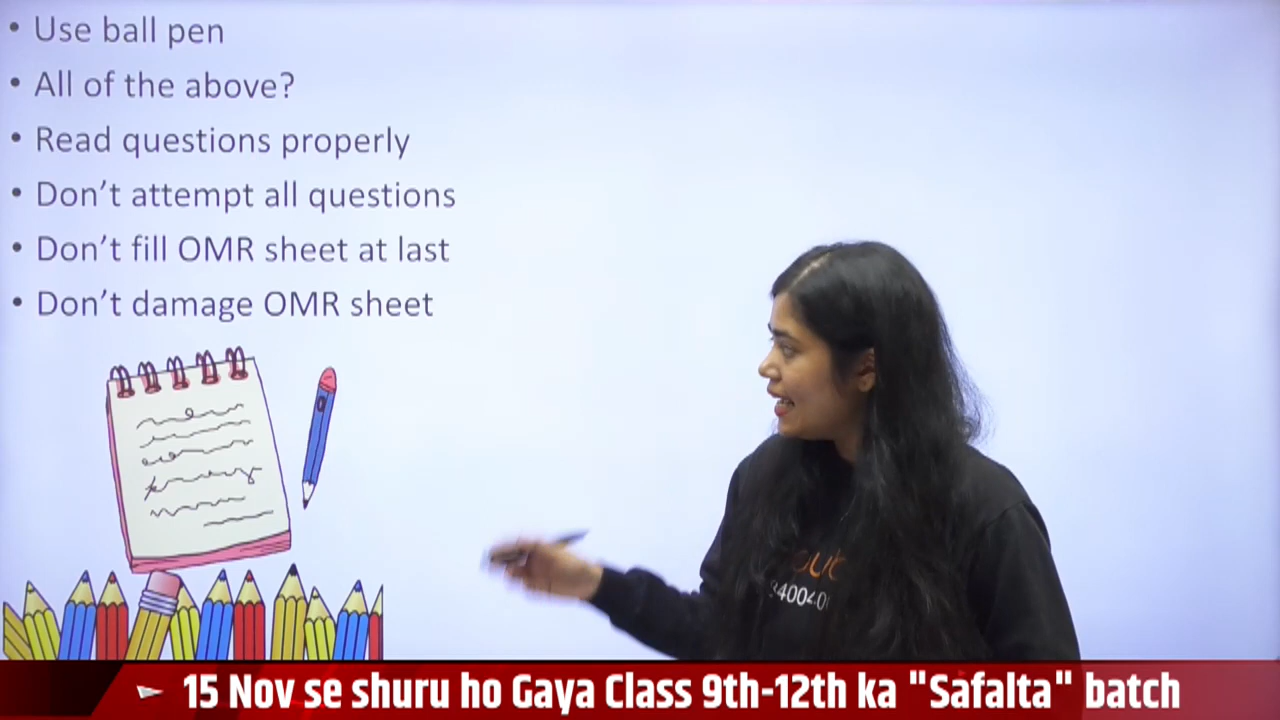 • Use ball pen
• All of the above?
• Read questions properly
• Don’t attempt all questions
• Don’t fill OMR sheet at last
• Don’t damage OMR sheet
15 Nov se shuru ho Gaya Class 9th-12th ka "Safalta" batch